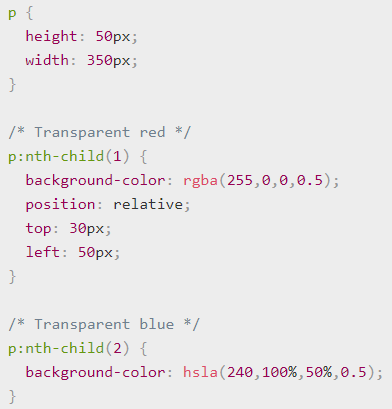 p {
  height: 50px;
  width: 350px;
}

/* Transparent red */
p:nth-child(1) {
  background-color: rgba(255,0,0,0.5);
  position: relative;
  top: 30px;
  left: 50px;
}

/* Transparent blue */
p:nth-child(2) {
  background-color: hsla(240,100%,50%,0.5);
}